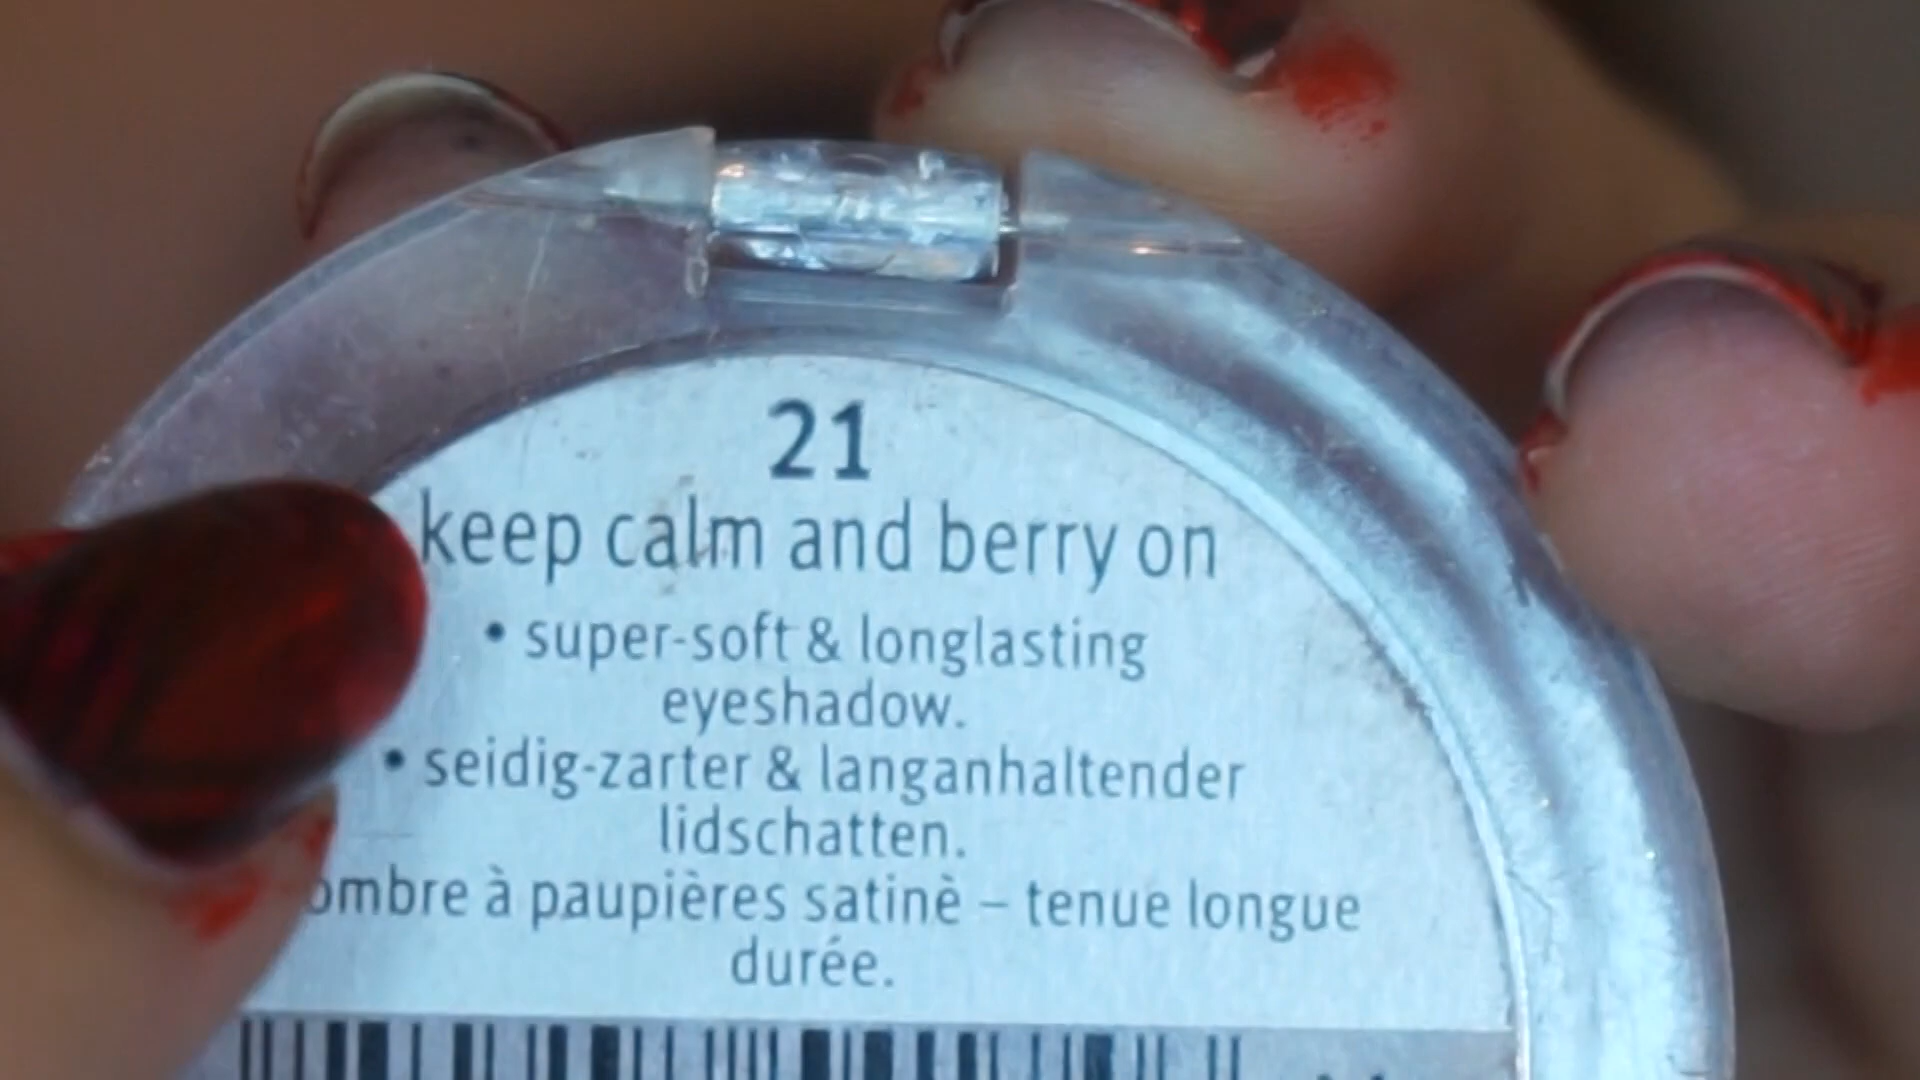 21
keep calm and berry on
• super-soft & longlasting
eyeshadow.
• seidig-zarter & langanhaltender
lidschatten.
ombre à paupières satinè – tenue longue
durée.